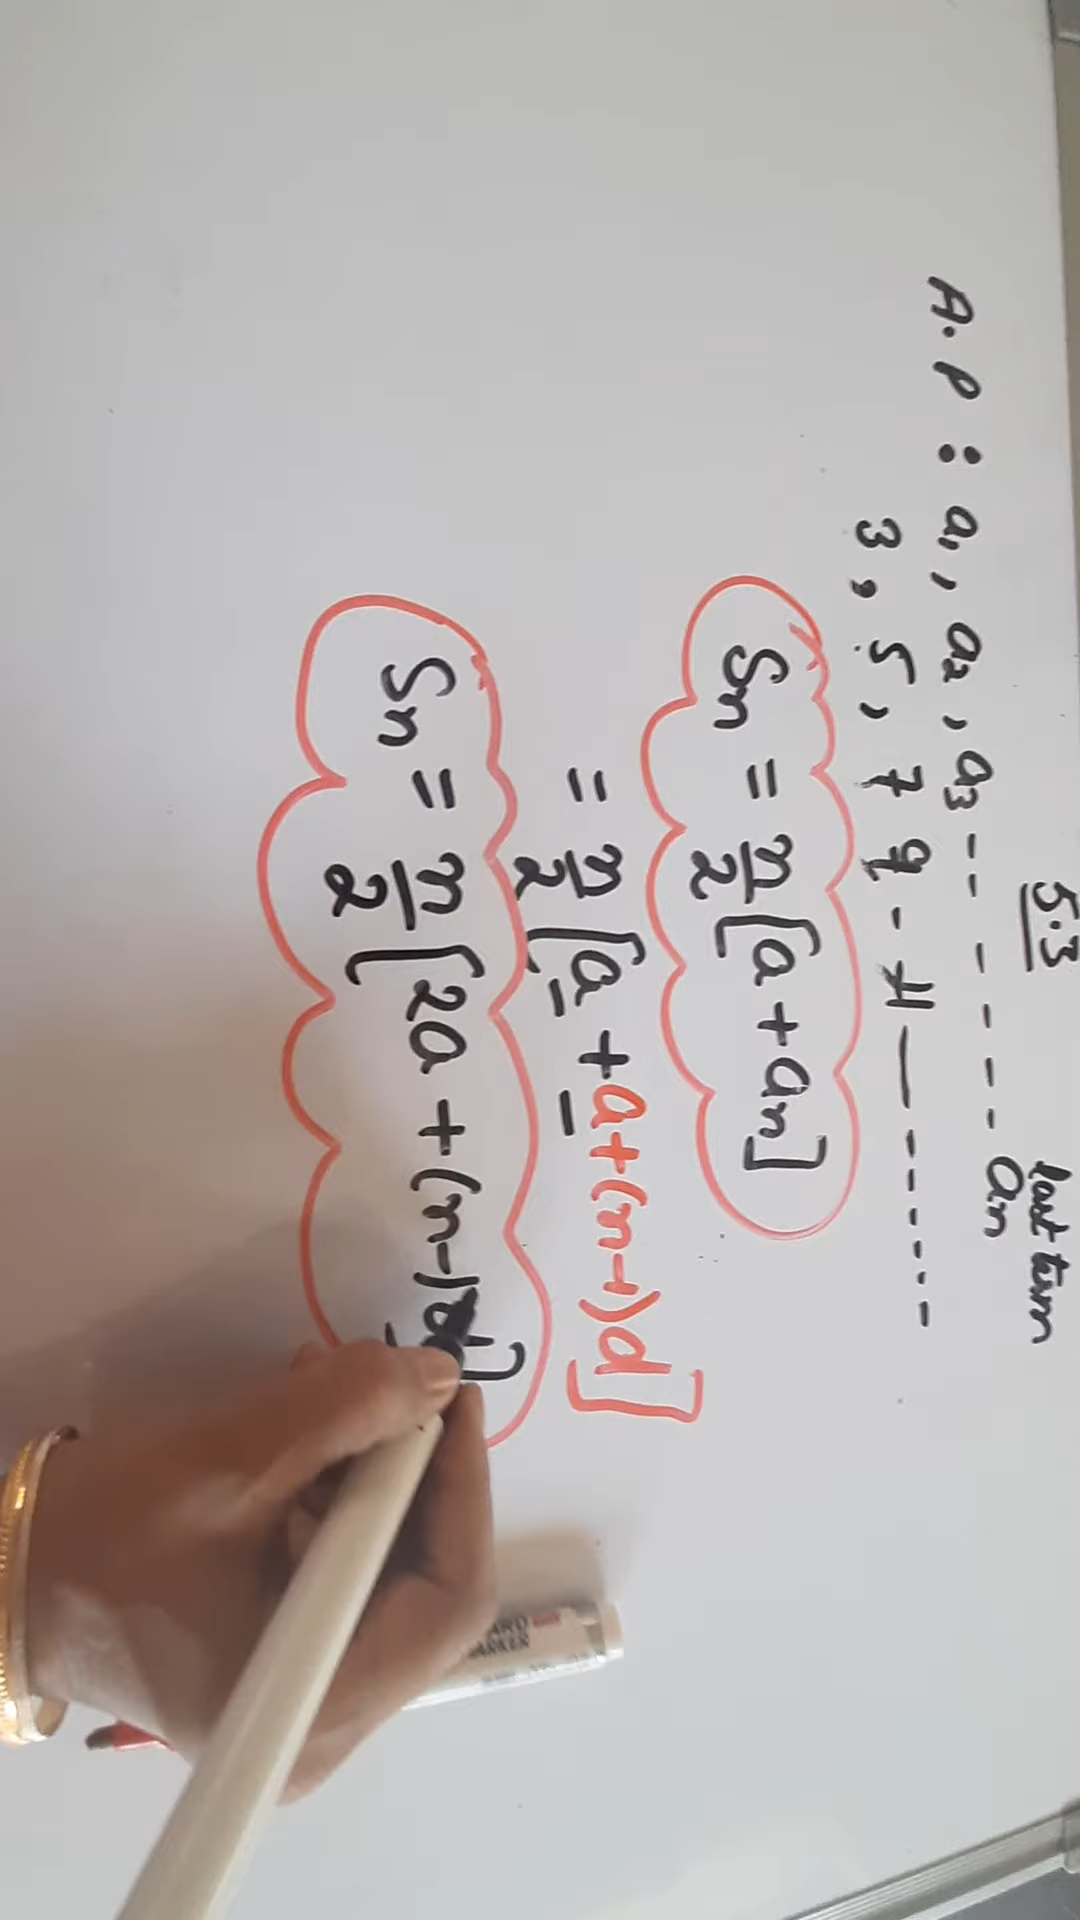 5.3
last term
A.P : a1, a2, a3 -- - - - - an
3, 5, 7 9 - 11 — - - - - - -
Sn = n/2 [a + an]
= n/2 [a + a+(n-1)d]
Sn = n/2 [2a + (n-1)d]
MARKER